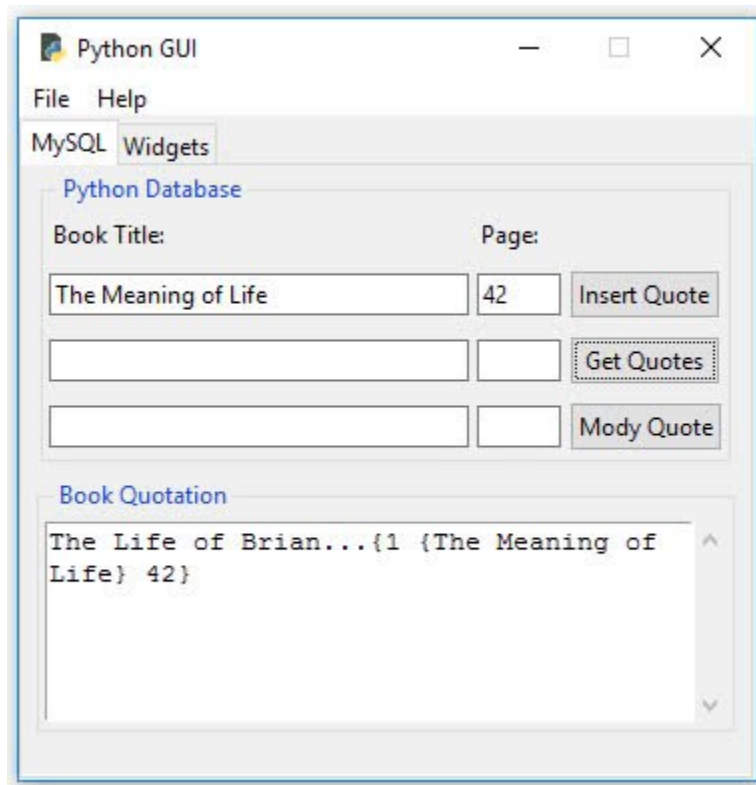 Python GUI
File Help
MySQL Widgets
Python Database
Book Title: Page:
The Meaning of Life 42 Insert Quote
Get Quotes
Mody Quote
Book Quotation
The Life of Brian...{1 {The Meaning of
Life} 42}